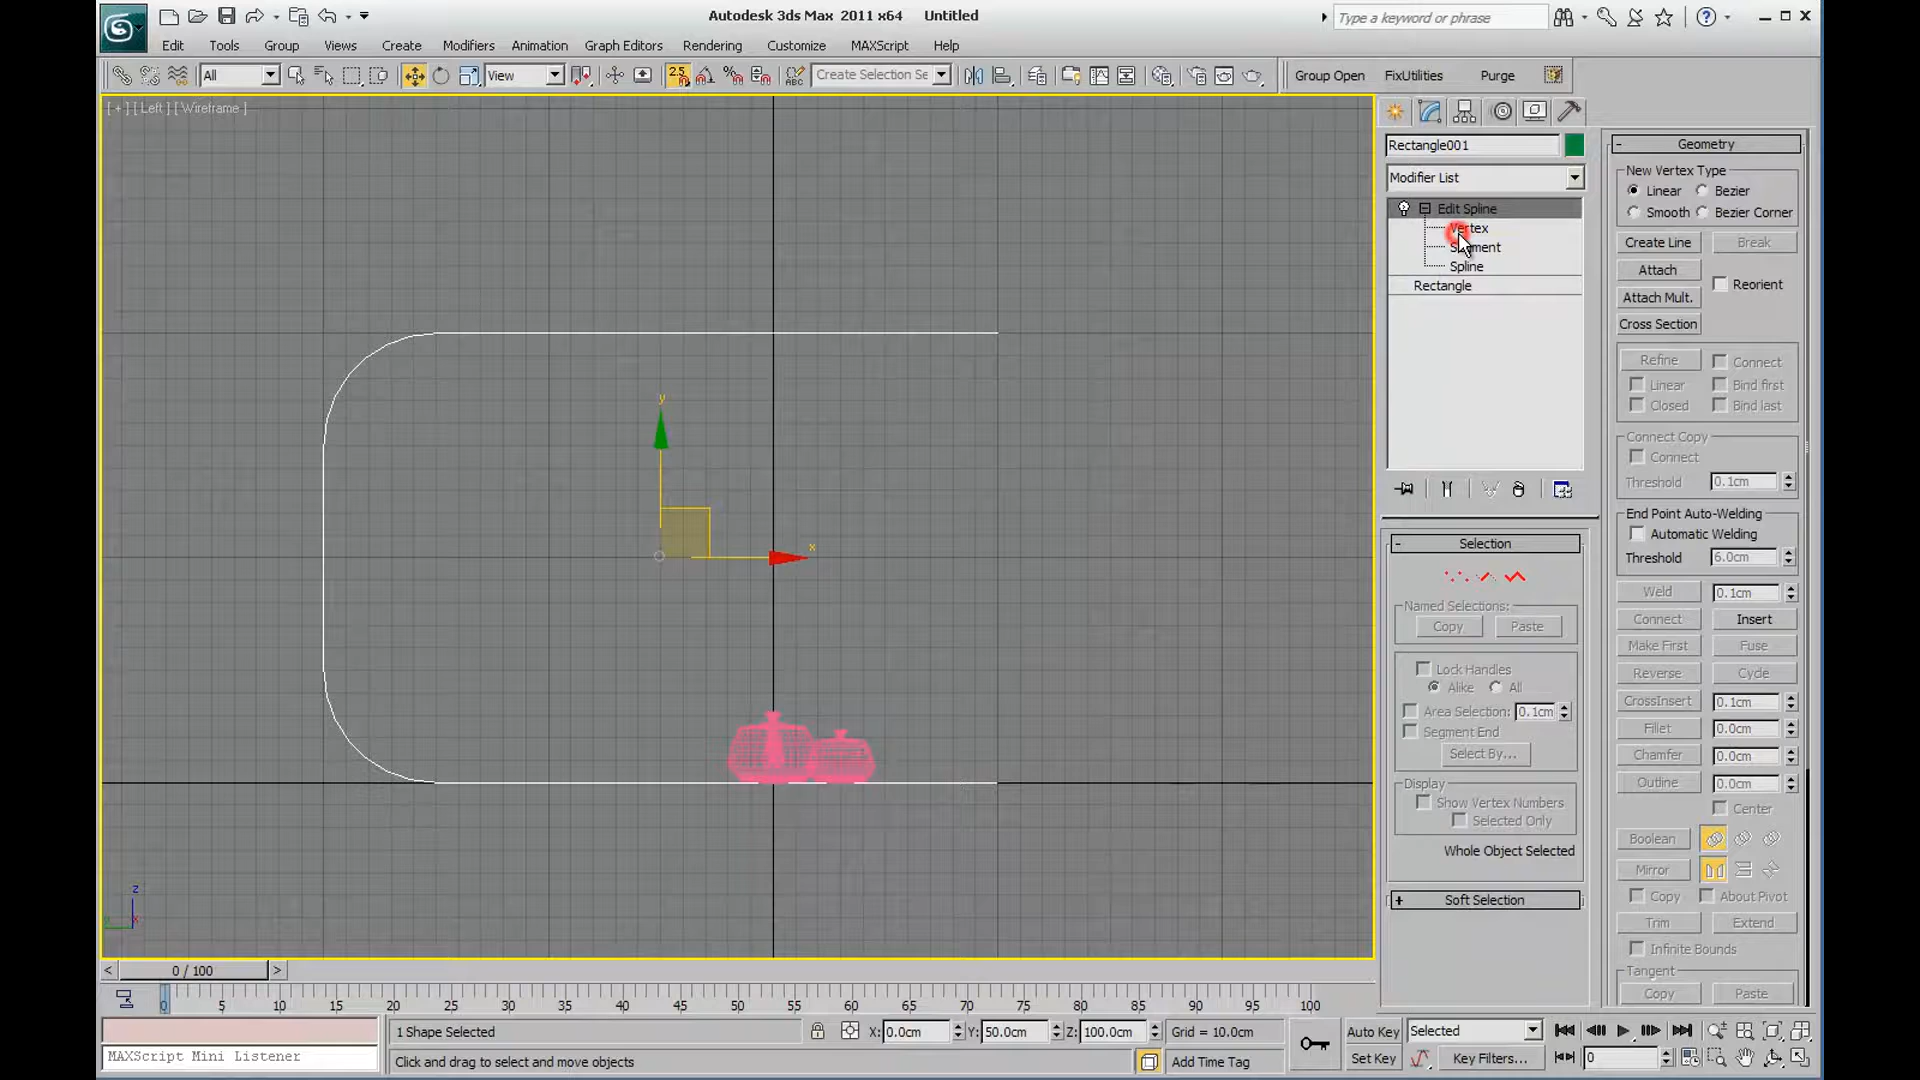 Autodesk 3ds Max 2011 x64 Untitled
Type a keyword or phrase
Edit Tools Group Views Create Modifiers Animation Graph Editors Rendering Customize MAXScript Help
All View 2.5 ABC Create Selection Se Group Open FixUtilities Purge
[ + ] [ Left ] [ Wireframe ]
y
x
z
Rectangle001
Modifier List
Edit Spline
Vertex
Segment
Spline
Rectangle
- Selection
Named Selections:
Copy Paste
Lock Handles
Alike All
Area Selection: 0.1cm
Segment End
Select By...
Display
Show Vertex Numbers
Selected Only
Whole Object Selected
+ Soft Selection
- Geometry
New Vertex Type
Linear Bezier
Smooth Bezier Corner
Create Line Break
Attach
Reorient
Attach Mult.
Cross Section
Refine Connect
Linear Bind first
Closed Bind last
Connect Copy
Connect
Threshold 0.1cm
End Point Auto-Welding
Automatic Welding
Threshold 6.0cm
Weld 0.1cm
Connect Insert
Make First Fuse
Reverse Cycle
CrossInsert 0.1cm
Fillet 0.0cm
Chamfer 0.0cm
Outline 0.0cm
Center
Boolean
Mirror
Copy About Pivot
Trim Extend
Infinite Bounds
Tangent
Copy Paste
< 0 / 100 >
0 5 10 15 20 25 30 35 40 45 50 55 60 65 70 75 80 85 90 95 100
1 Shape Selected X: 0.0cm Y: 50.0cm Z: 100.0cm Grid = 10.0cm Auto Key Selected
MAXScript Mini Listener Click and drag to select and move objects Add Time Tag Set Key Key Filters... 0